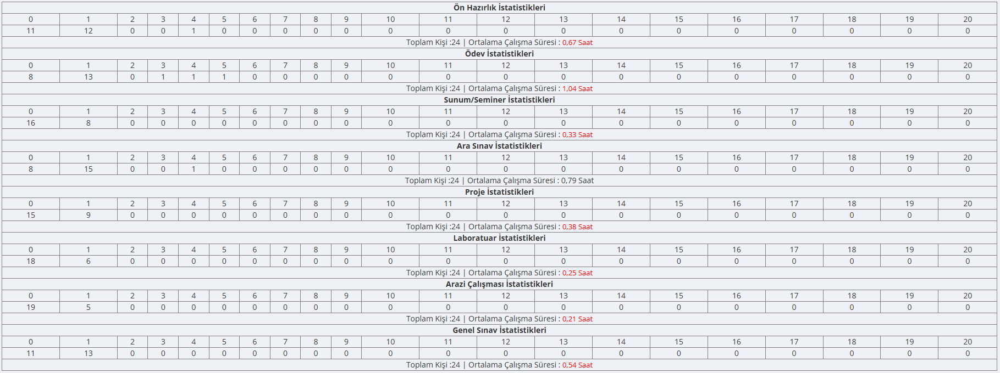 Ön Hazırlık İstatistikleri
0 1 2 3 4 5 6 7 8 9 10 11 12 13 14 15 16 17 18 19 20
11 12 0 0 1 0 0 0 0 0 0 0 0 0 0 0 0 0 0 0 0
Toplam Kişi :24 | Ortalama Çalışma Süresi : 0,67 Saat
Ödev İstatistikleri
0 1 2 3 4 5 6 7 8 9 10 11 12 13 14 15 16 17 18 19 20
8 13 0 1 1 1 0 0 0 0 0 0 0 0 0 0 0 0 0 0 0
Toplam Kişi :24 | Ortalama Çalışma Süresi : 1,04 Saat
Sunum/Seminer İstatistikleri
0 1 2 3 4 5 6 7 8 9 10 11 12 13 14 15 16 17 18 19 20
16 8 0 0 0 0 0 0 0 0 0 0 0 0 0 0 0 0 0 0 0
Toplam Kişi :24 | Ortalama Çalışma Süresi : 0,33 Saat
Ara Sınav İstatistikleri
0 1 2 3 4 5 6 7 8 9 10 11 12 13 14 15 16 17 18 19 20
8 15 0 0 1 0 0 0 0 0 0 0 0 0 0 0 0 0 0 0 0
Toplam Kişi :24 | Ortalama Çalışma Süresi : 0,79 Saat
Proje İstatistikleri
0 1 2 3 4 5 6 7 8 9 10 11 12 13 14 15 16 17 18 19 20
15 9 0 0 0 0 0 0 0 0 0 0 0 0 0 0 0 0 0 0 0
Toplam Kişi :24 | Ortalama Çalışma Süresi : 0,38 Saat
Laboratuar İstatistikleri
0 1 2 3 4 5 6 7 8 9 10 11 12 13 14 15 16 17 18 19 20
18 6 0 0 0 0 0 0 0 0 0 0 0 0 0 0 0 0 0 0 0
Toplam Kişi :24 | Ortalama Çalışma Süresi : 0,25 Saat
Arazi Çalışması İstatistikleri
0 1 2 3 4 5 6 7 8 9 10 11 12 13 14 15 16 17 18 19 20
19 5 0 0 0 0 0 0 0 0 0 0 0 0 0 0 0 0 0 0 0
Toplam Kişi :24 | Ortalama Çalışma Süresi : 0,21 Saat
Genel Sınav İstatistikleri
0 1 2 3 4 5 6 7 8 9 10 11 12 13 14 15 16 17 18 19 20
11 13 0 0 0 0 0 0 0 0 0 0 0 0 0 0 0 0 0 0 0
Toplam Kişi :24 | Ortalama Çalışma Süresi : 0,54 Saat